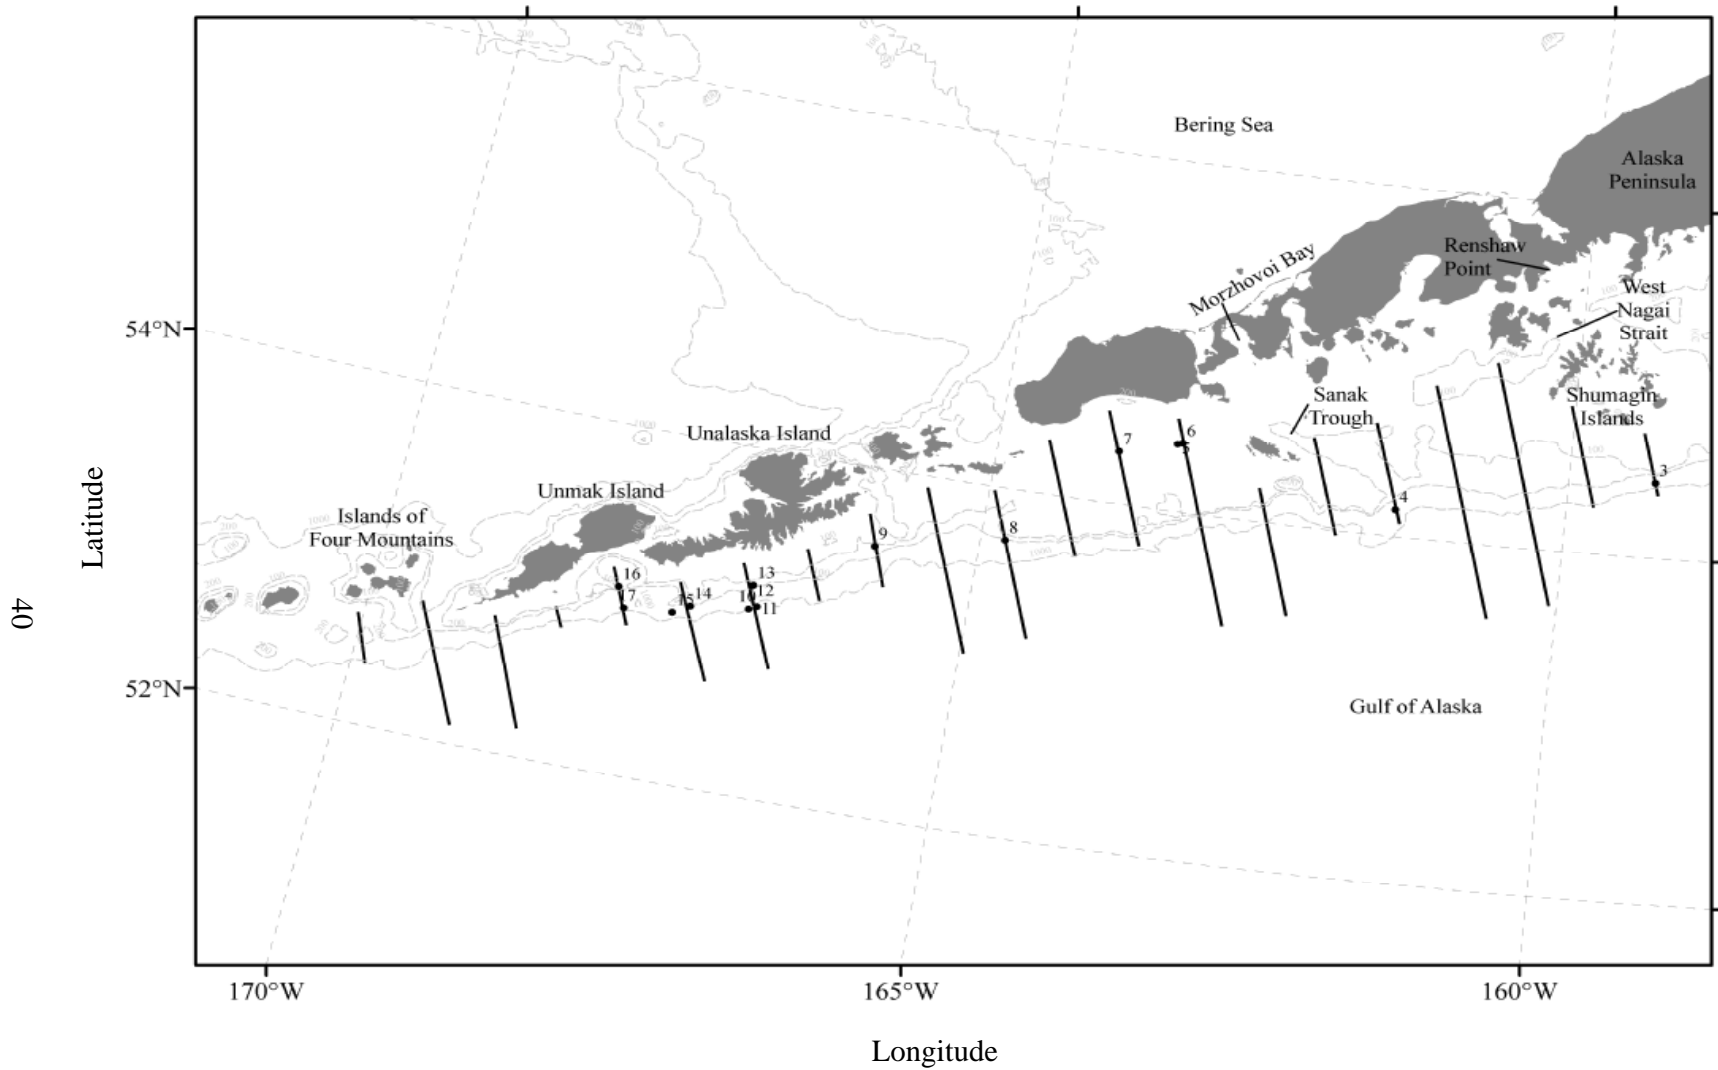 Bering Sea
Alaska
Peninsula
Renshaw
Point
Morzhovoi Bay
West
Nagai
Strait
54°N
Sanak
Trough
Shumagin
Islands
Unalaska Island
7
6
5
3
Unmak Island
4
Islands of
Four Mountains
8
9
16
17
13
12
10
11
15
14
52°N
Gulf of Alaska
Latitude
40
170°W
165°W
160°W
Longitude